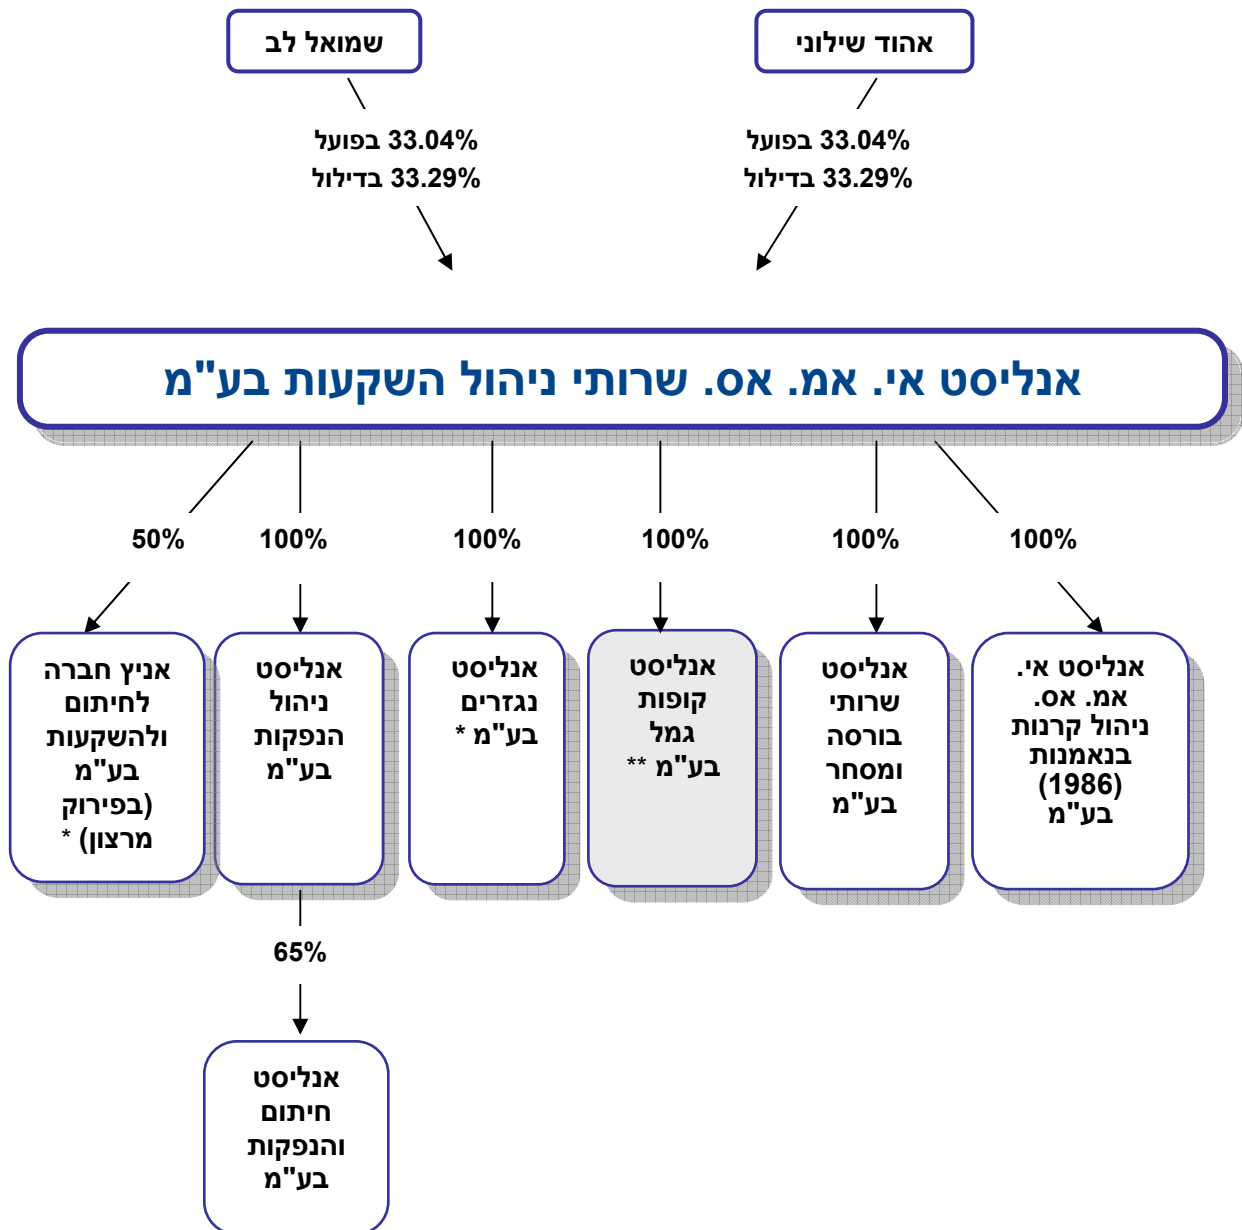 אהוד שילוני
שמואל לב
33.04% בפועל
33.29% בדילול
33.04% בפועל
33.29% בדילול
אנליסט אי. אמ. אס. שרותי ניהול השקעות בע"מ
100%
100%
100%
100%
100%
50%
אנליסט אי.
אמ. אס.
ניהול קרנות
בנאמנות
(1986)
בע"מ
אנליסט
שרותי
בורסה
ומסחר
בע"מ
אנליסט
קופות
גמל
בע"מ **
אנליסט
נגזרים
בע"מ *
אנליסט
ניהול
הנפקות
בע"מ
אניץ חברה
לחיתום
ולהשקעות
בע"מ
(בפירוק
מרצון) *
65%
אנליסט
חיתום
והנפקות
בע"מ